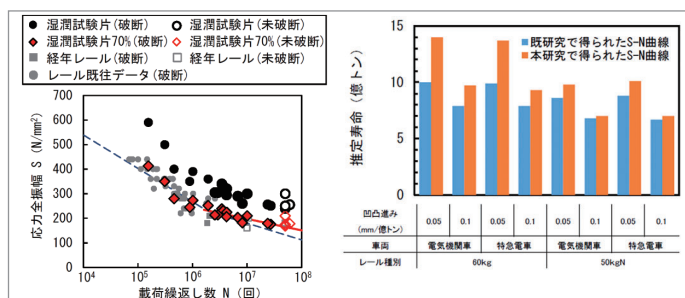 湿潤試験片(破断) 湿潤試験片(未破断)
湿潤試験片70%(破断) 湿潤試験片70%(未破断)
経年レール(破断) 経年レール(未破断)
レール既往データ(破断)
応力全振幅 S (N/mm²)
700
600
500
400
300
200
100
0
10⁴ 10⁵ 10⁶ 10⁷ 10⁸
載荷繰返し数 N (回)
推定寿命 (億トン)
15
10
5
0
既研究で得られたS-N曲線
本研究で得られたS-N曲線
凹凸進み
(mm/億トン)
0.05 0.1 0.05 0.1 0.05 0.1 0.05 0.1
車両 電気機関車 特急電車 電気機関車 特急電車
レール種別 60kg 50kgN